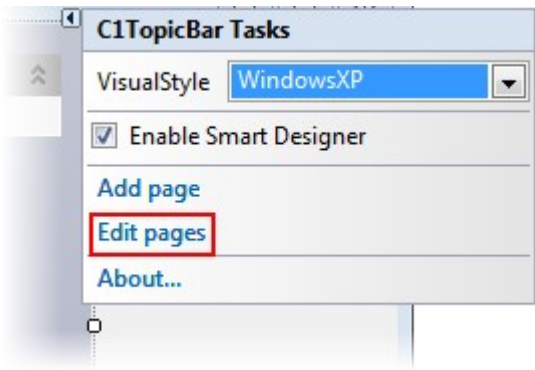 C1TopicBar Tasks
VisualStyle WindowsXP
Enable Smart Designer
Add page
Edit pages
About...